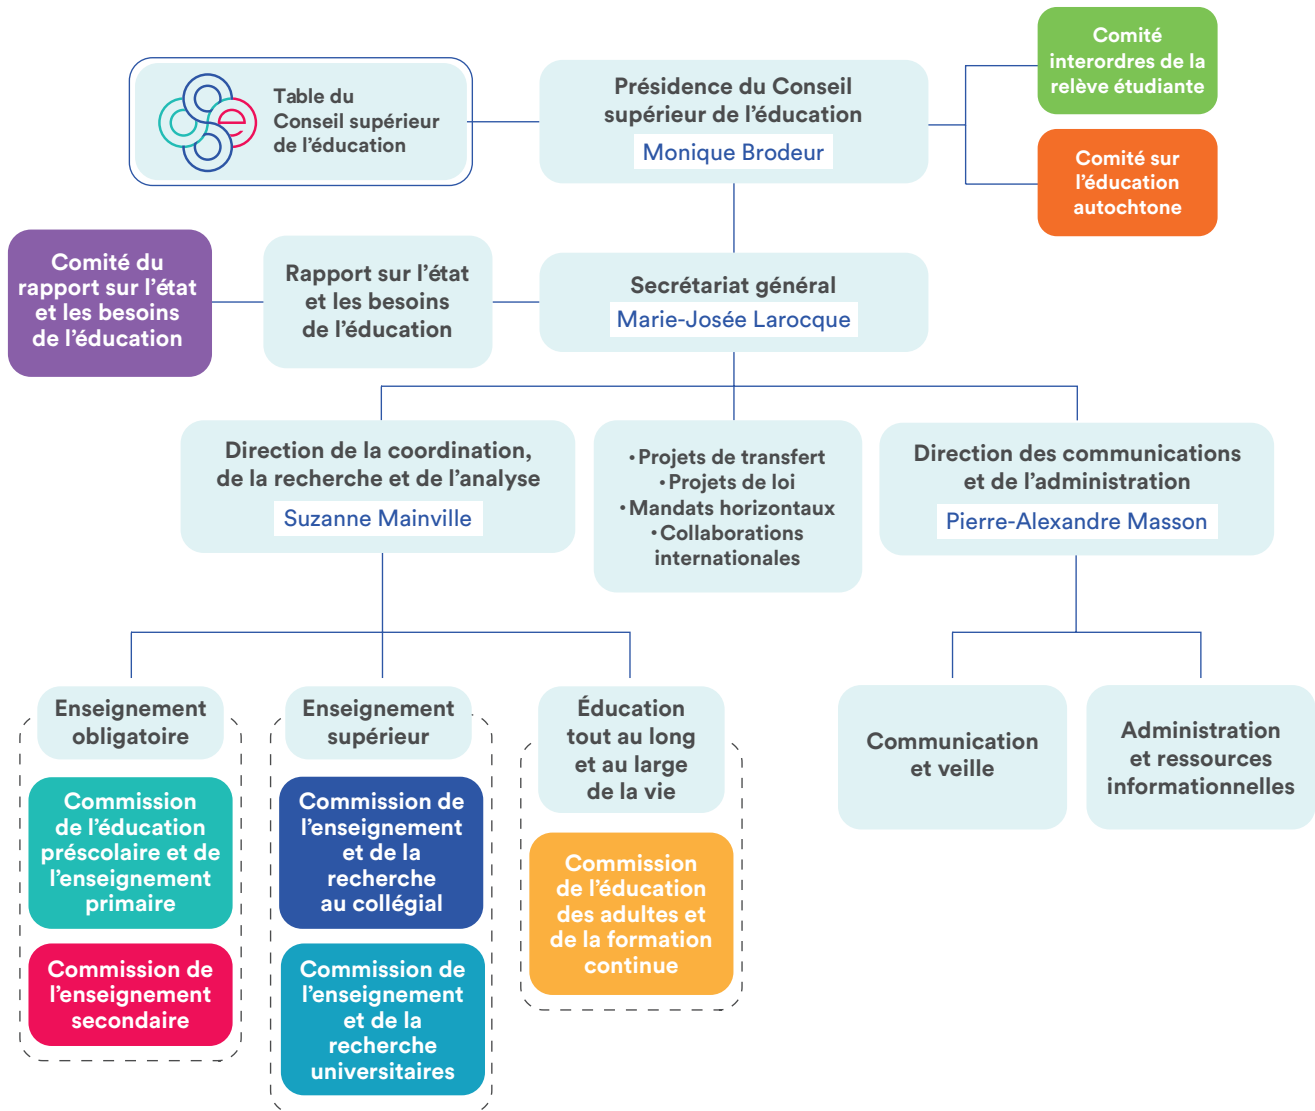 Table du
Conseil supérieur
de l’éducation
Présidence du Conseil
supérieur de l’éducation
Monique Brodeur
Comité
interordres de la
relève étudiante
Comité sur
l’éducation
autochtone
Comité du
rapport sur l’état
et les besoins
de l’éducation
Rapport sur l’état
et les besoins
de l’éducation
Secrétariat général
Marie-Josée Larocque
Direction de la coordination,
de la recherche et de l’analyse
Suzanne Mainville
• Projets de transfert
• Projets de loi
• Mandats horizontaux
• Collaborations
internationales
Direction des communications
et de l’administration
Pierre-Alexandre Masson
Enseignement
obligatoire
Commission
de l’éducation
préscolaire et de
l’enseignement
primaire
Commission de
l’enseignement
secondaire
Enseignement
supérieur
Commission de
l’enseignement
et de la
recherche
au collégial
Commission de
l’enseignement
et de la
recherche
universitaires
Éducation
tout au long
et au large
de la vie
Commission
de l’éducation
des adultes et
de la formation
continue
Communication
et veille
Administration
et ressources
informationnelles